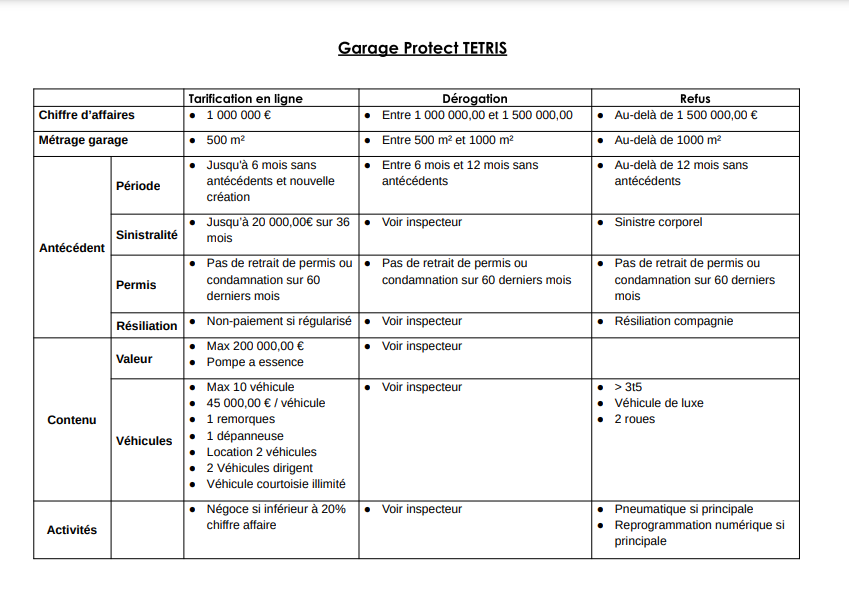 Garage Protect TETRIS
Tarification en ligne Dérogation Refus
Chiffre d'affaires ● 1 000 000 € ● Entre 1 000 000,00 et 1 500 000,00 ● Au-delà de 1 500 000,00 €
Métrage garage ● 500 m² ● Entre 500 m² et 1000 m² ● Au-delà de 1000 m²
Antécédent
Période
● Jusqu'à 6 mois sans
antécédents et nouvelle
création
● Entre 6 mois et 12 mois sans
antécédents
● Au-delà de 12 mois sans
antécédents
Sinistralité
● Jusqu'à 20 000,00€ sur 36
mois
● Voir inspecteur
● Sinistre corporel
Permis
● Pas de retrait de permis ou
condamnation sur 60
derniers mois
● Pas de retrait de permis ou
condamnation sur 60 derniers mois
● Pas de retrait de permis ou
condamnation sur 60 derniers
mois
Résiliation
● Non-paiement si régularisé
● Voir inspecteur
● Résiliation compagnie
Contenu
Valeur
● Max 200 000,00 €
● Pompe a essence
● Voir inspecteur
Véhicules
● Max 10 véhicule
● 45 000,00 € / véhicule
● 1 remorques
● 1 dépanneuse
● Location 2 véhicules
● 2 Véhicules dirigent
● Véhicule courtoisie illimité
● Voir inspecteur
● > 3t5
● Véhicule de luxe
● 2 roues
Activités
● Négoce si inférieur à 20%
chiffre affaire
● Voir inspecteur
● Pneumatique si principale
● Reprogrammation numérique si
principale